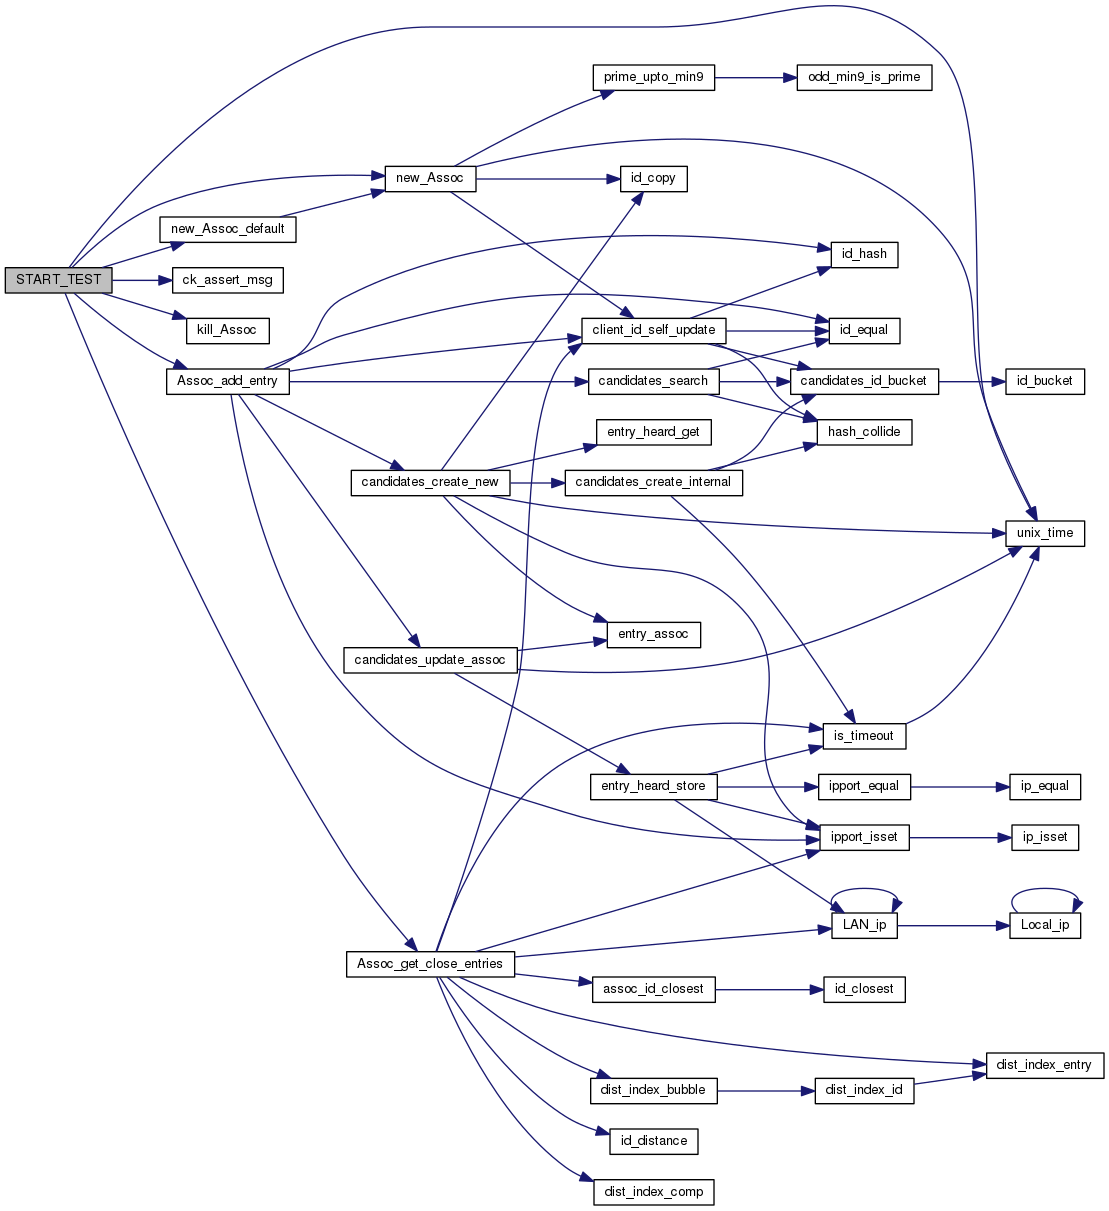 prime_upto_min9
odd_min9_is_prime
new_Assoc
id_copy
new_Assoc_default
id_hash
START_TEST
ck_assert_msg
kill_Assoc
client_id_self_update
id_equal
Assoc_add_entry
candidates_search
candidates_id_bucket
id_bucket
entry_heard_get
hash_collide
candidates_create_new
candidates_create_internal
unix_time
entry_assoc
candidates_update_assoc
is_timeout
entry_heard_store
ipport_equal
ip_equal
ipport_isset
ip_isset
LAN_ip
Local_ip
Assoc_get_close_entries
assoc_id_closest
id_closest
dist_index_entry
dist_index_bubble
dist_index_id
id_distance
dist_index_comp